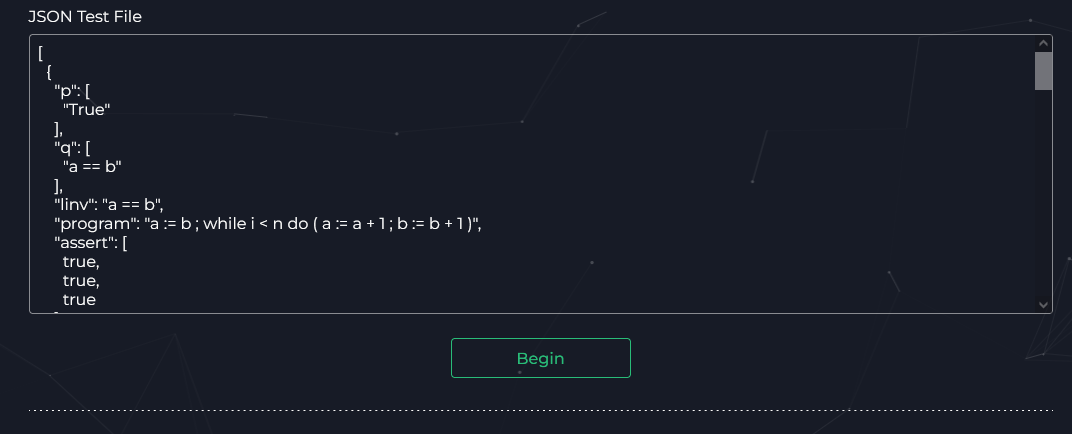 JSON Test File
[
{
"p": [
"True"
],
"q": [
"a == b"
],
"linv": "a == b",
"program": "a := b ; while i < n do ( a := a + 1 ; b := b + 1 )",
"assert": [
true,
true,
true
Begin